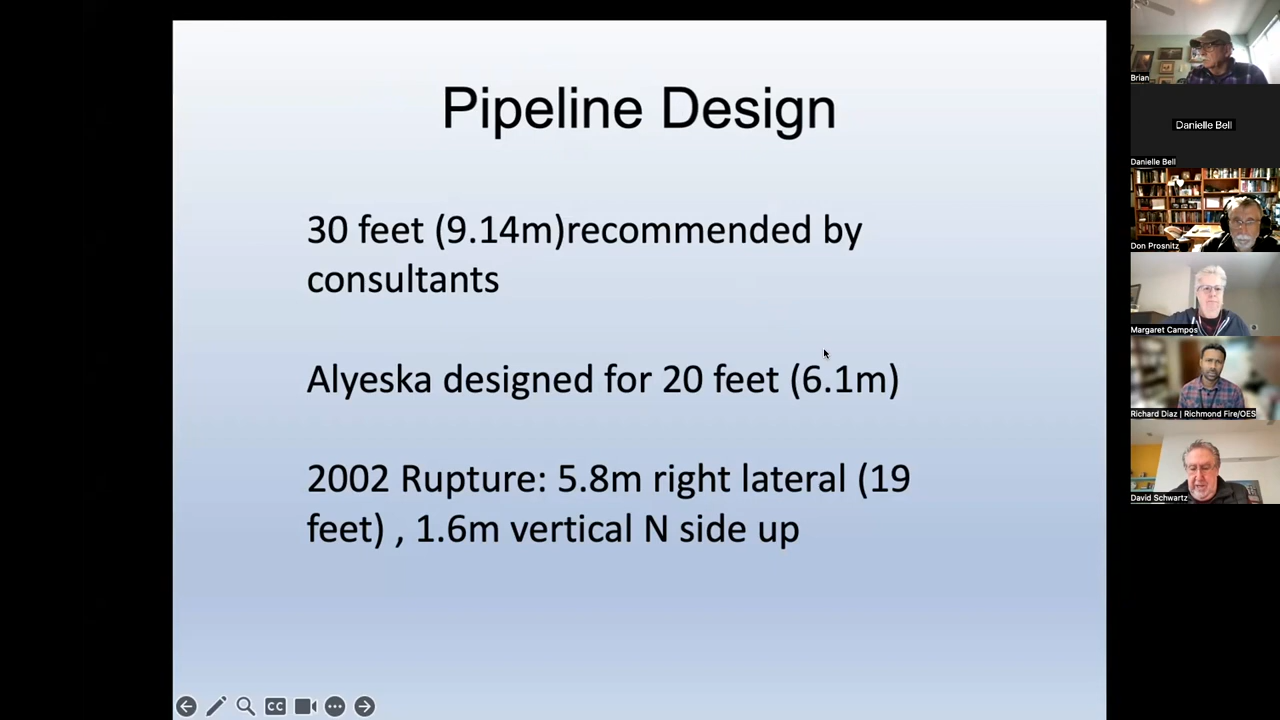 Pipeline Design
30 feet (9.14m)recommended by
consultants
Alyeska designed for 20 feet (6.1m)
2002 Rupture: 5.8m right lateral (19
feet) , 1.6m vertical N side up
CC
Brian
Danielle Bell
Danielle Bell
Don Prosnitz
Margaret Campos
Richard Diaz | Richmond Fire/OES
David Schwartz